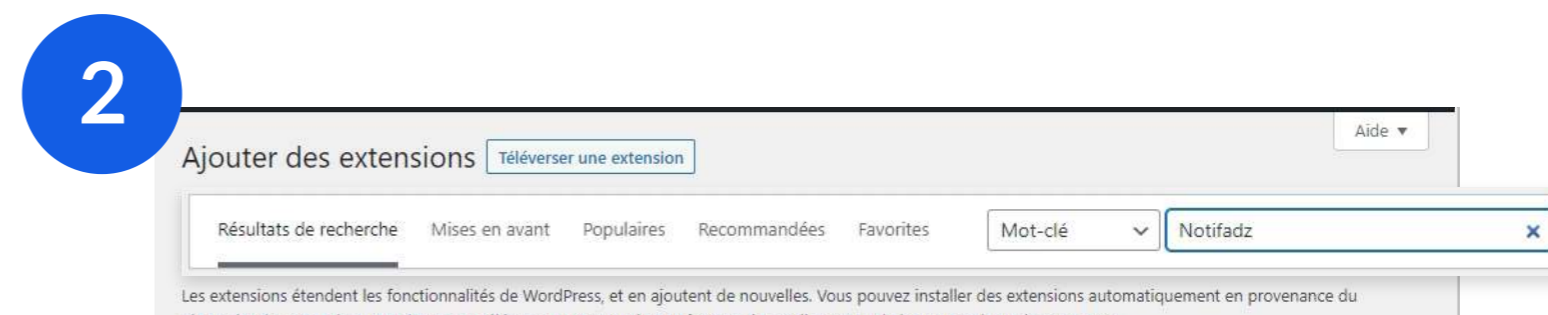 2
Aide ▼
Ajouter des extensions Téléverser une extension
Résultats de recherche Mises en avant Populaires Recommandées Favorites Mot-clé Notifadz
Les extensions étendent les fonctionnalités de WordPress, et en ajoutent de nouvelles. Vous pouvez installer des extensions automatiquement en provenance du